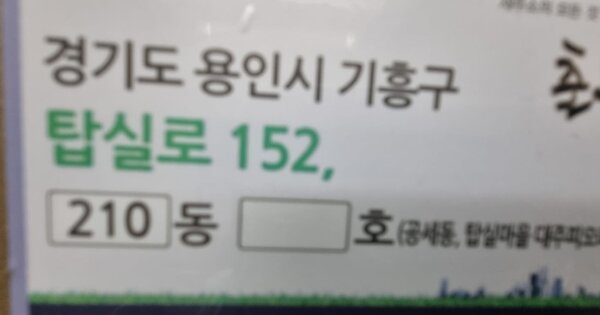 경기도 용인시 기흥구
탑실로 152,
210 동 호 (공세동, 탑실마을 대주피오